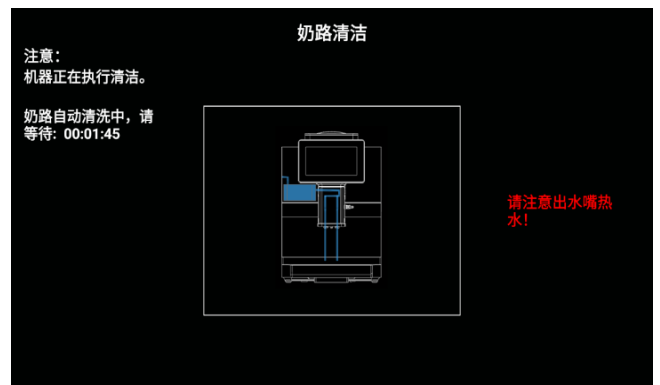 奶路清洁
注意：
机器正在执行清洁。
奶路自动清洗中，请
等待: 00:01:45
请注意出水嘴热
水！